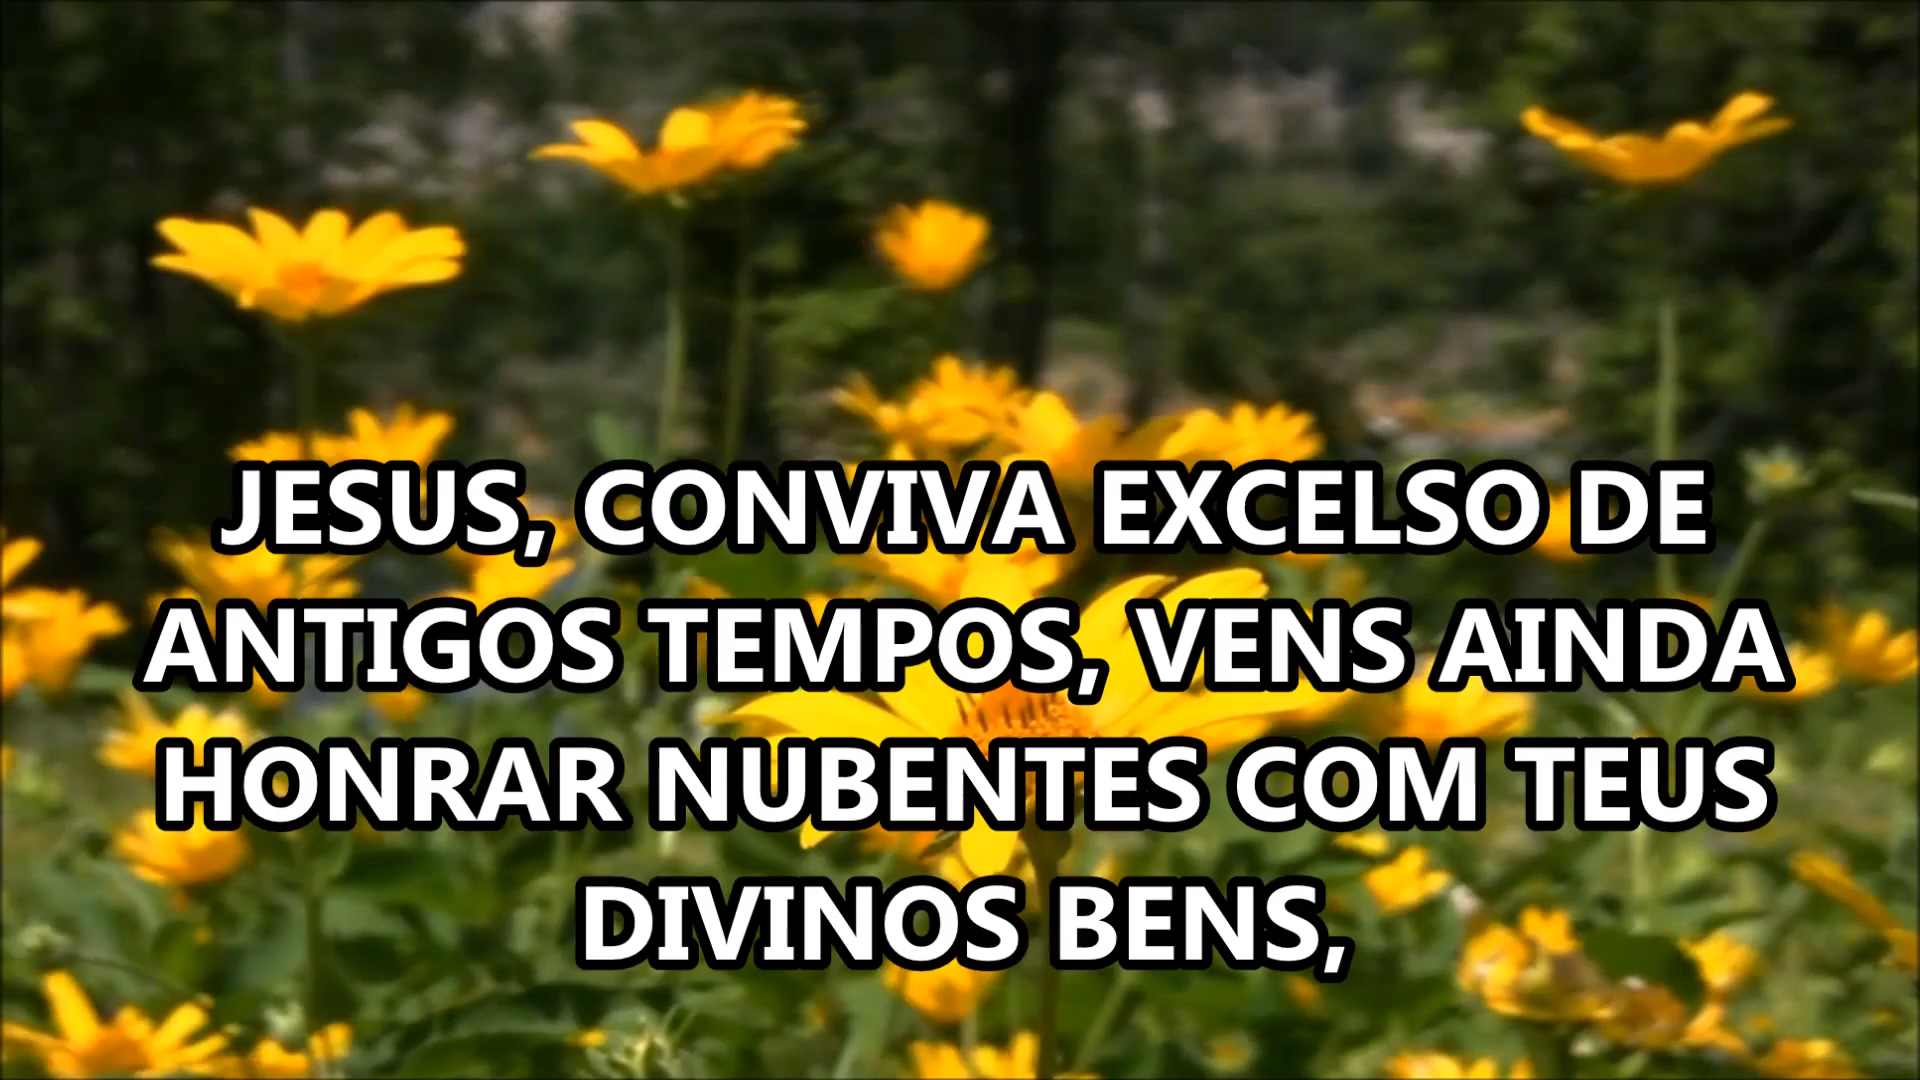 JESUS, CONVIVA EXCELSO DE
ANTIGOS TEMPOS, VENS AINDA
HONRAR NUBENTES COM TEUS
DIVINOS BENS,